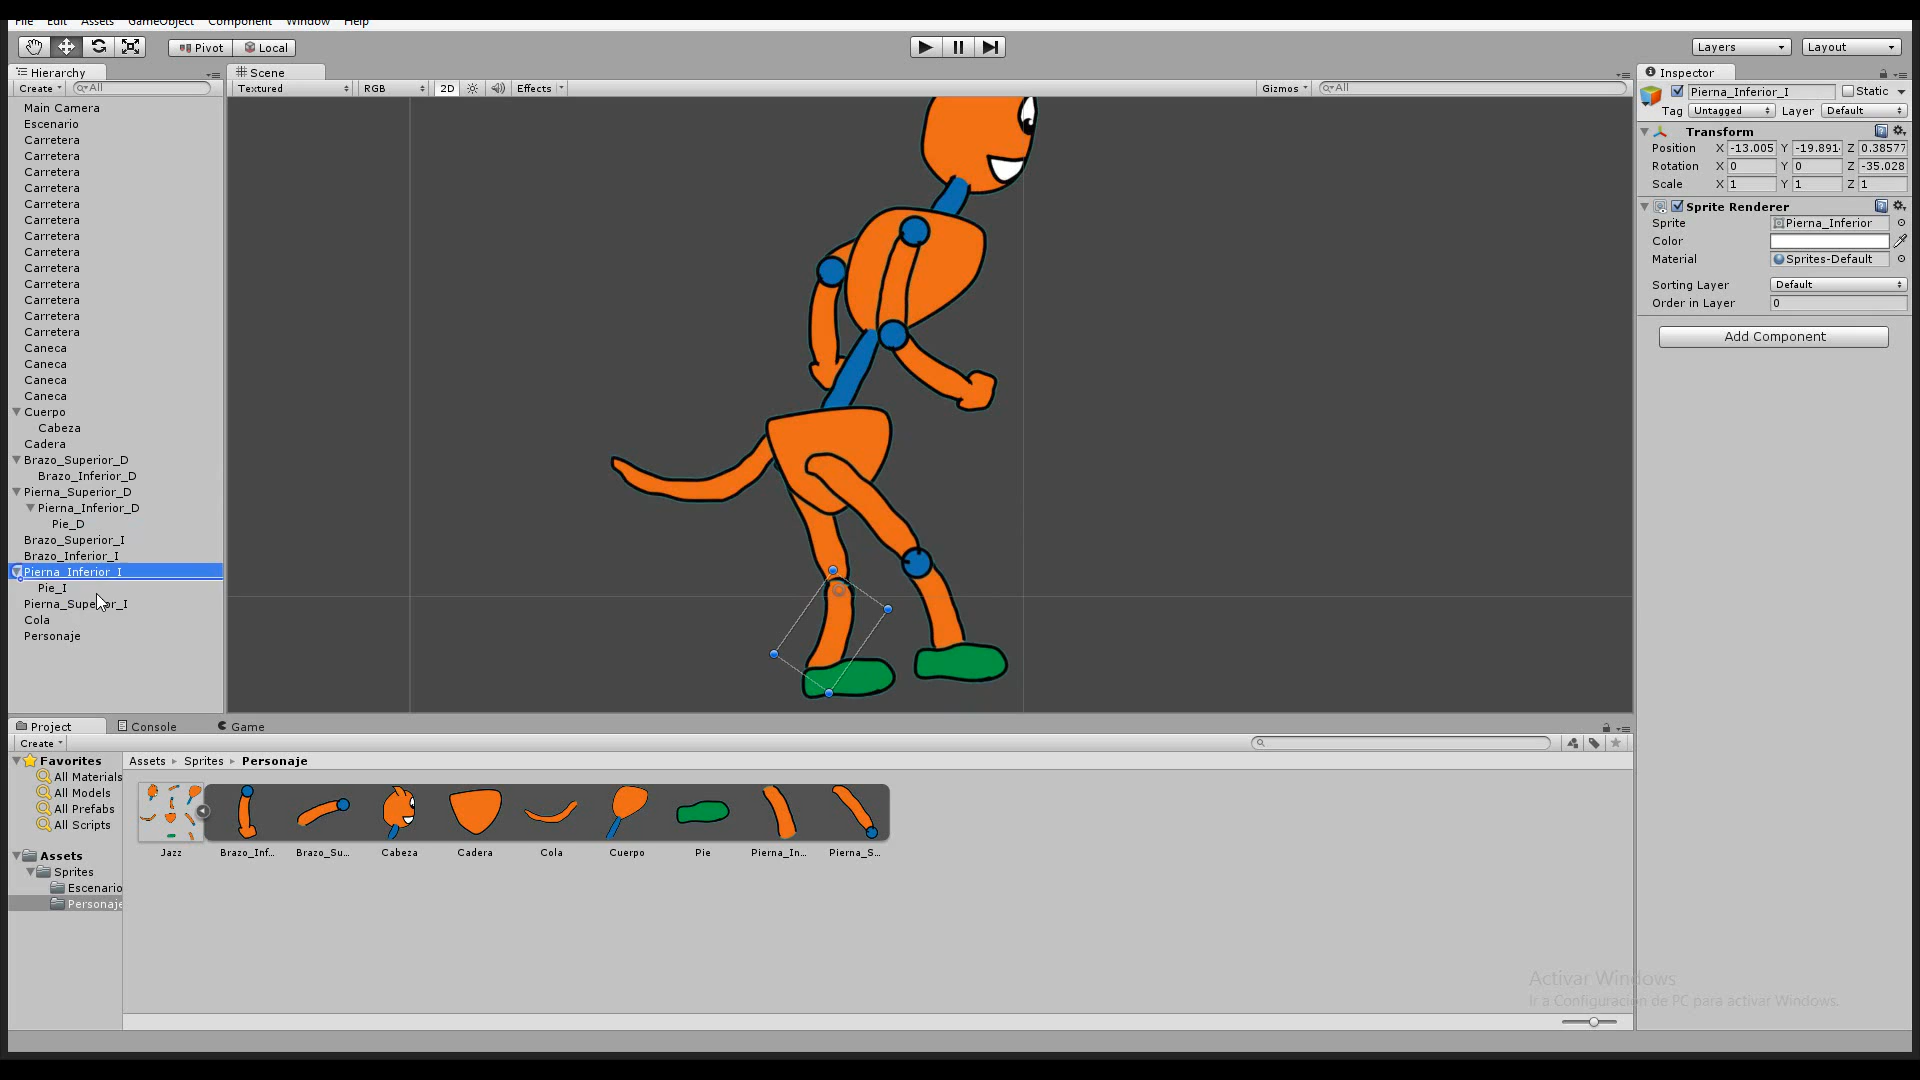 File Edit Assets GameObject Component Window Help
Pivot Local Layers Layout
Hierarchy
Create All
Main Camera
Escenario
Carretera
Carretera
Carretera
Carretera
Carretera
Carretera
Carretera
Carretera
Carretera
Carretera
Carretera
Carretera
Carretera
Caneca
Caneca
Caneca
Caneca
Cuerpo
Cabeza
Cadera
Brazo_Superior_D
Brazo_Inferior_D
Pierna_Superior_D
Pierna_Inferior_D
Pie_D
Brazo_Superior_I
Brazo_Inferior_I
Pierna_Inferior_I
Pie_I
Cola
Personaje
Scene
Textured RGB 2D Effects Gizmos All
Inspector
Pierna_Inferior_I Static
Tag Untagged Layer Default
Transform
Position X -13.005 Y -19.891 Z 0.38577
Rotation X 0 Y 0 Z -35.028
Scale X 1 Y 1 Z 1
Sprite Renderer
Sprite Pierna_Inferior
Color
Material Sprites-Default
Sorting Layer Default
Order in Layer 0
Add Component
Project Console Game
Create
Favorites
All Materials
All Models
All Prefabs
All Scripts
Assets
Sprites
Escenario
Personaje
Assets Sprites Personaje
Jazz Brazo_Inf... Brazo_Su... Cabeza Cadera Cola Cuerpo Pie Pierna_In... Pierna_S...
Activar Windows
Ir a Configuración de PC para activar Windows.